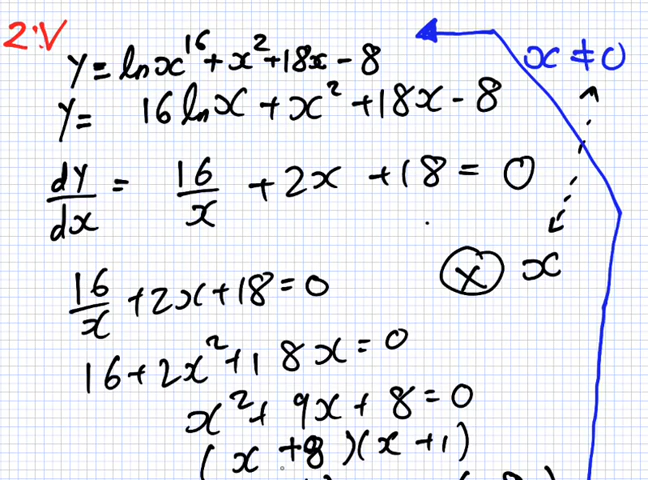 2:V
y = ln x^16 + x^2 + 18x - 8
x ≠ 0
y = 16 ln x + x^2 + 18x - 8
dy/dx = 16/x + 2x + 18 = 0
ⓧ x
16/x + 2x + 18 = 0
16 + 2x^2 + 18x = 0
x^2 + 9x + 8 = 0
(x + 8)(x + 1)